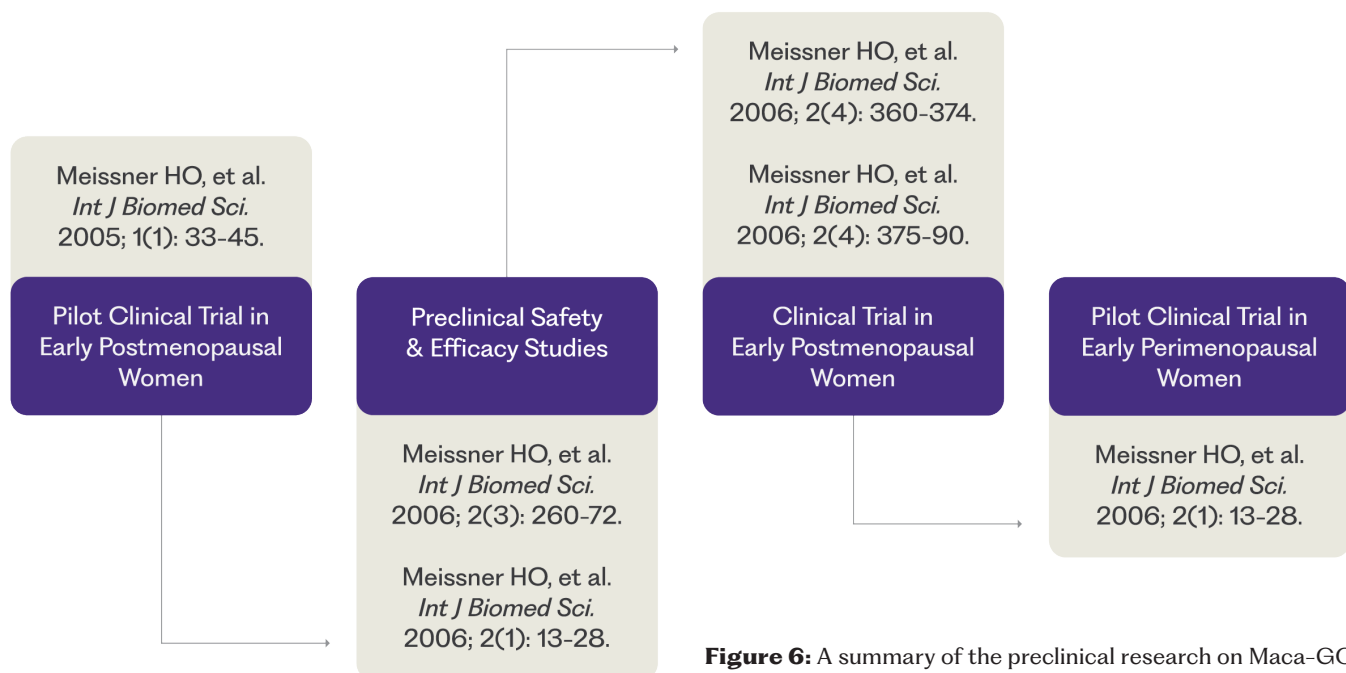 Meissner HO, et al.
Int J Biomed Sci.
2005; 1(1): 33-45.
Pilot Clinical Trial in
Early Postmenopausal
Women
Preclinical Safety
& Efficacy Studies
Meissner HO, et al.
Int J Biomed Sci.
2006; 2(3): 260-72.
Meissner HO, et al.
Int J Biomed Sci.
2006; 2(1): 13-28.
Meissner HO, et al.
Int J Biomed Sci.
2006; 2(4): 360-374.
Meissner HO, et al.
Int J Biomed Sci.
2006; 2(4): 375-90.
Clinical Trial in
Early Postmenopausal
Women
Pilot Clinical Trial in
Early Perimenopausal
Women
Meissner HO, et al.
Int J Biomed Sci.
2006; 2(1): 13-28.
Figure 6: A summary of the preclinical research on